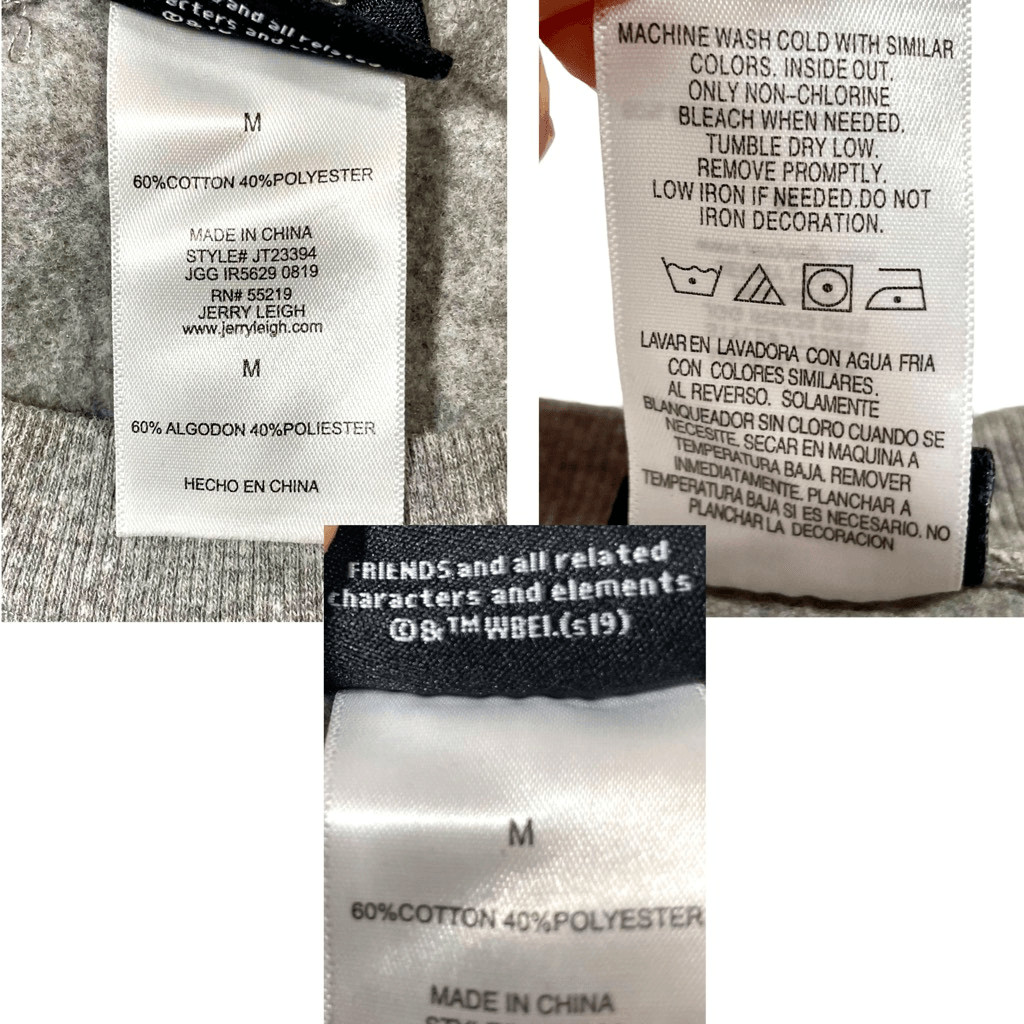 and all rela
cters and
©&
M
60%COTTON 40%POLYESTER
MADE IN CHINA
STYLE# JT23394
JGG IR5629 0819
RN# 55219
JERRY LEIGH
www.jerryleigh.com
M
60% ALGODON 40%POLIESTER
HECHO EN CHINA
MACHINE WASH COLD WITH SIMILAR
COLORS. INSIDE OUT.
ONLY NON-CHLORINE
BLEACH WHEN NEEDED.
TUMBLE DRY LOW.
REMOVE PROMPTLY.
LOW IRON IF NEEDED.DO NOT
IRON DECORATION.
LAVAR EN LAVADORA CON AGUA FRIA
CON COLORES SIMILARES.
AL REVERSO. SOLAMENTE
BLANQUEADOR SIN CLORO CUANDO SE
NECESITE. SECAR EN MAQUINA A
TEMPERATURA BAJA. REMOVER
INMEDIATAMENTE. PLANCHAR A
TEMPERATURA BAJA SI ES NECESARIO. NO
PLANCHAR LA DECORACION
FRIENDS and all related
characters and elements
©&™WBEI.(s19)
M
60%COTTON 40%POLYESTER
MADE IN CHINA